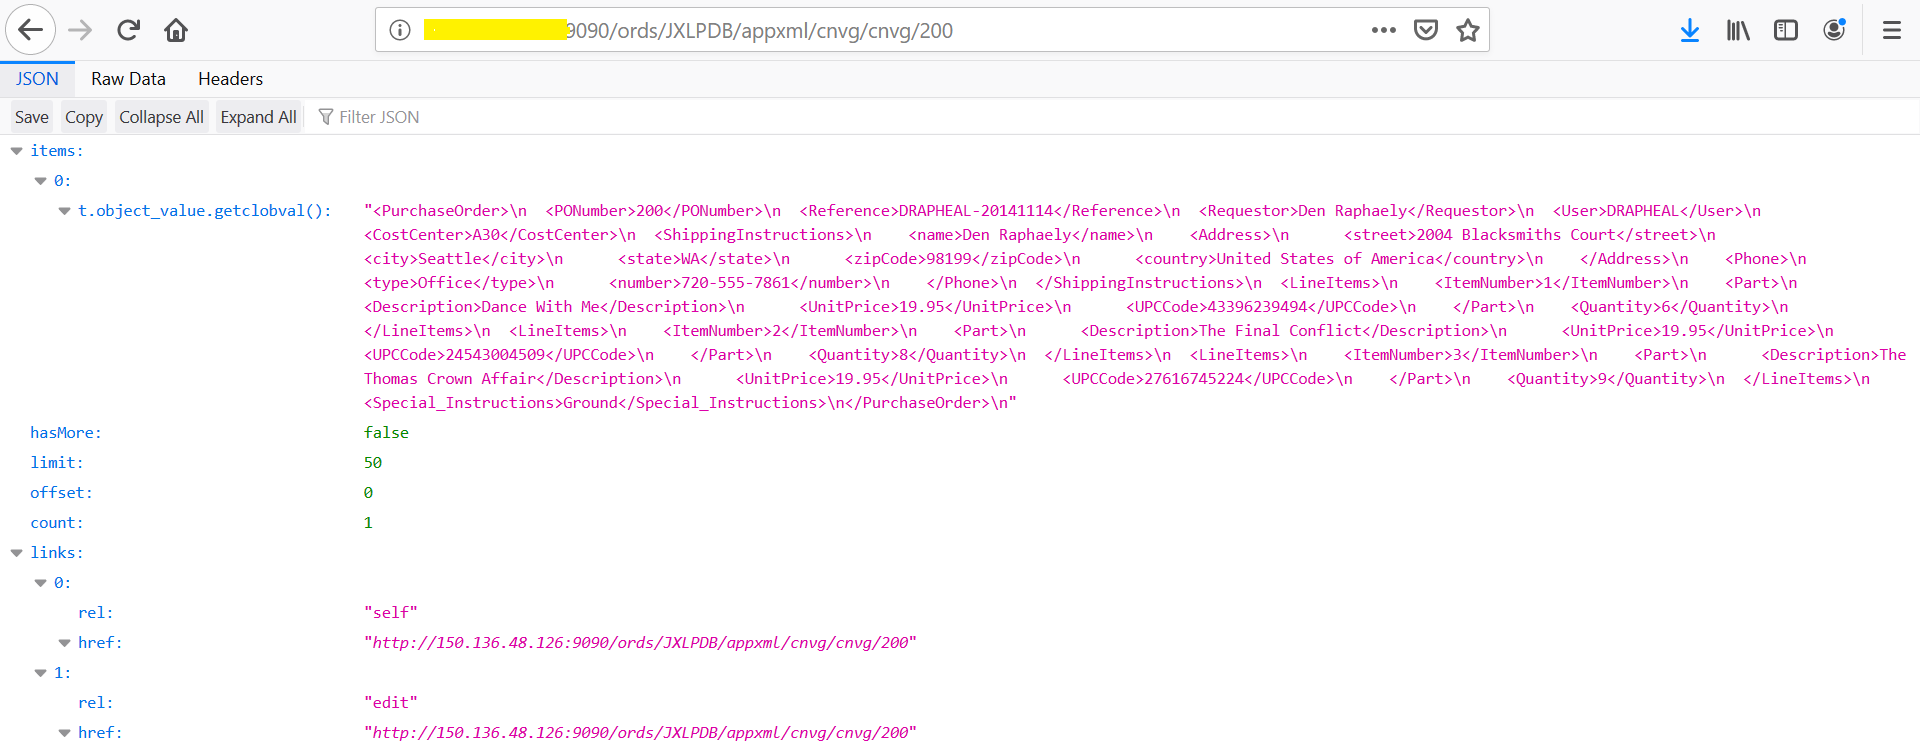 9090/ords/JXLPDB/appxml/cnvg/cnvg/200
JSON Raw Data Headers
Save Copy Collapse All Expand All Filter JSON
items:
0:
t.object_value.getclobval(): "<PurchaseOrder>\n <PONumber>200</PONumber>\n <Reference>DRAPHEAL-20141114</Reference>\n <Requestor>Den Raphaely</Requestor>\n <User>DRAPHEAL</User>\n
<CostCenter>A30</CostCenter>\n <ShippingInstructions>\n <name>Den Raphaely</name>\n <Address>\n <street>2004 Blacksmiths Court</street>\n
<city>Seattle</city>\n <state>WA</state>\n <zipCode>98199</zipCode>\n <country>United States of America</country>\n </Address>\n <Phone>\n
<type>Office</type>\n <number>720-555-7861</number>\n </Phone>\n </ShippingInstructions>\n <LineItems>\n <ItemNumber>1</ItemNumber>\n <Part>\n
<Description>Dance With Me</Description>\n <UnitPrice>19.95</UnitPrice>\n <UPCCode>43396239494</UPCCode>\n </Part>\n <Quantity>6</Quantity>\n
</LineItems>\n <LineItems>\n <ItemNumber>2</ItemNumber>\n <Part>\n <Description>The Final Conflict</Description>\n <UnitPrice>19.95</UnitPrice>\n
<UPCCode>24543004509</UPCCode>\n </Part>\n <Quantity>8</Quantity>\n </LineItems>\n <LineItems>\n <ItemNumber>3</ItemNumber>\n <Part>\n <Description>The
Thomas Crown Affair</Description>\n <UnitPrice>19.95</UnitPrice>\n <UPCCode>27616745224</UPCCode>\n </Part>\n <Quantity>9</Quantity>\n </LineItems>\n
<Special_Instructions>Ground</Special_Instructions>\n</PurchaseOrder>\n"
hasMore: false
limit: 50
offset: 0
count: 1
links:
0:
rel: "self"
href: "http://150.136.48.126:9090/ords/JXLPDB/appxml/cnvg/cnvg/200"
1:
rel: "edit"
href: "http://150.136.48.126:9090/ords/JXLPDB/appxml/cnvg/cnvg/200"